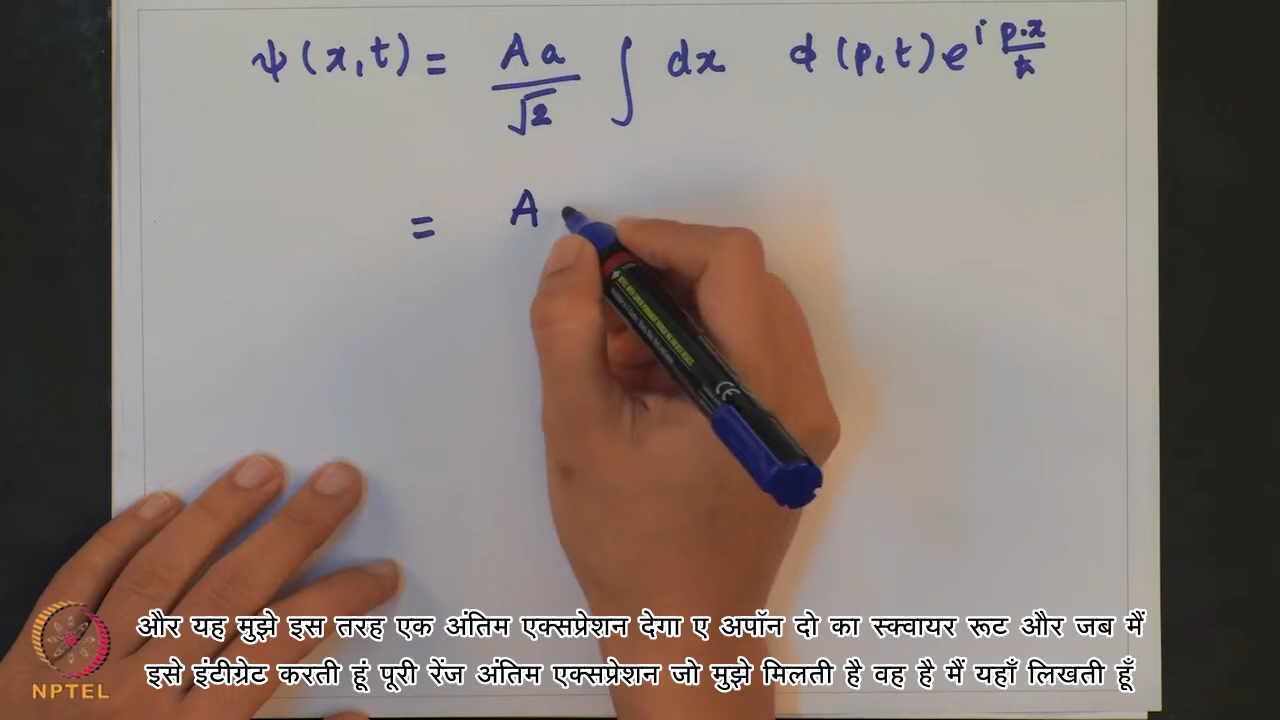 ψ(x,t) = Aa/√2 ∫ dx ϕ(p,t) e^{i p.x/ℏ}
= A
और यह मुझे इस तरह एक अंतिम एक्सप्रेशन देगा ए अपॉन दो का स्क्वायर रूट और जब मैं
इसे इंटीग्रेट करती हूं पूरी रेंज अंतिम एक्सप्रेशन जो मुझे मिलती है वह है मैं यहाँ लिखती हूँ
NPTEL